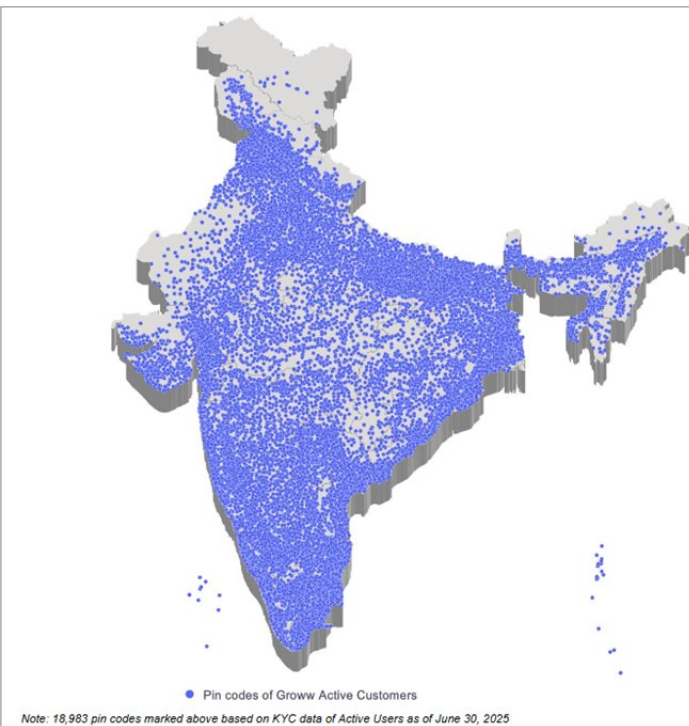 Pin codes of Groww Active Customers
Note: 18,983 pin codes marked above based on KYC data of Active Users as of June 30, 2025